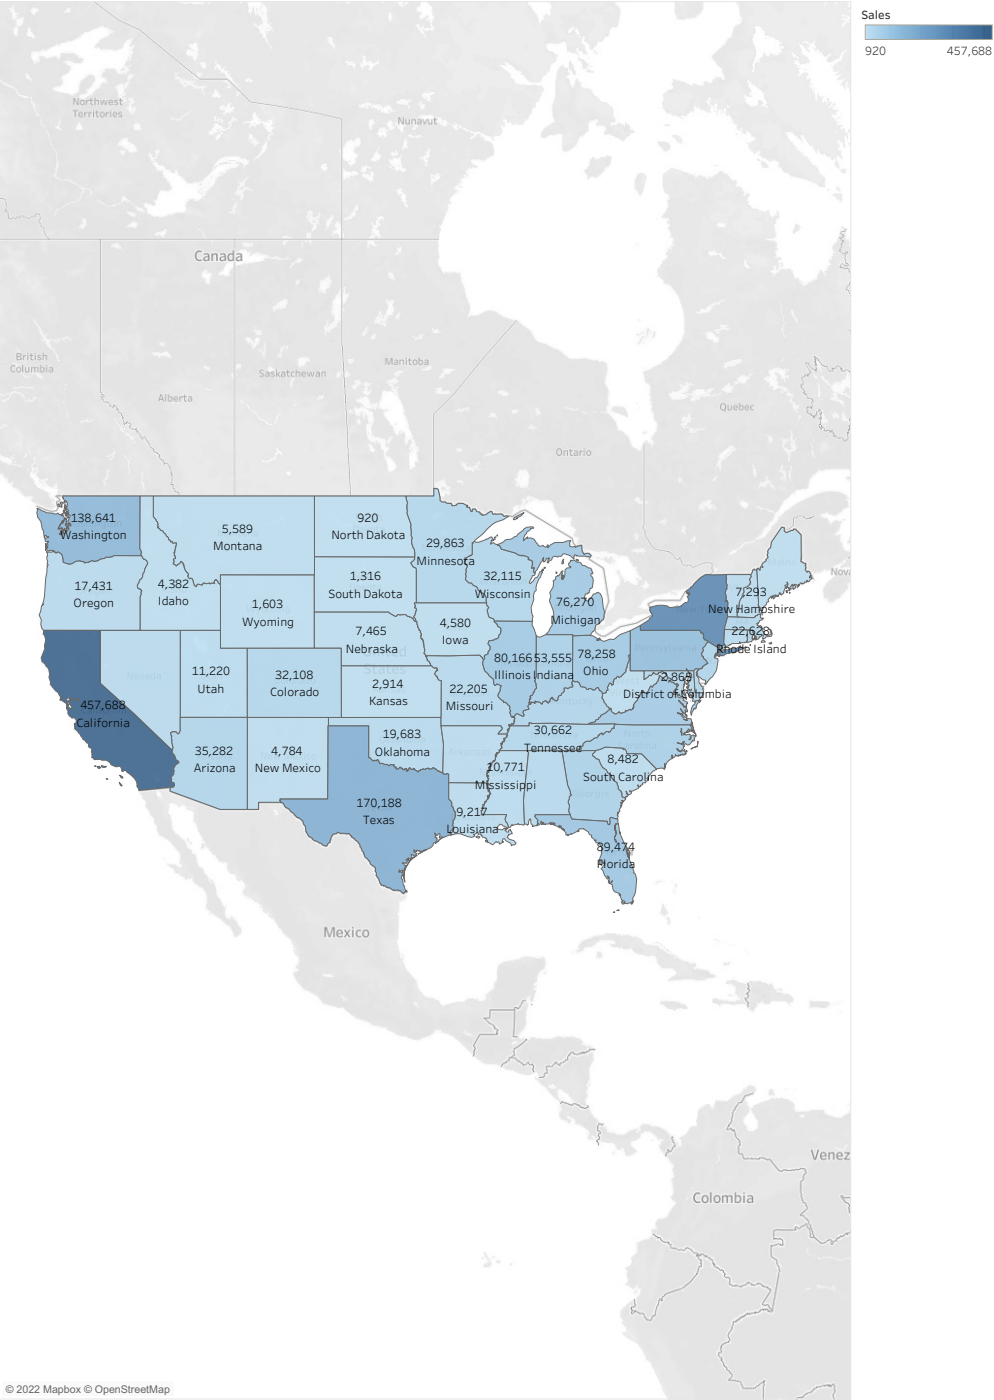 Sales
920 457,688
Northwest
Territories
Nunavut
Canada
British
Columbia
Alberta
Saskatchewan
Manitoba
Quebec
Ontario
Nov
138,641
Washington
5,589
Montana
920
North Dakota
29,863
Minnesota
17,431
Oregon
4,382
Idaho
1,603
Wyoming
1,316
South Dakota
32,115
Wisconsin
76,270
Michigan
7,293
New Hampshire
22,628
Rhode Island
7,465
Nebraska
4,580
Iowa
Nevada
11,220
Utah
32,108
Colorado
States
2,914
Kansas
22,205
Missouri
80,166
Illinois
53,555
Indiana
78,258
Ohio
Pennsylvania
2,865
District of Columbia
457,688
California
35,282
Arizona
4,784
New Mexico
19,683
Oklahoma
30,662
Tennessee
10,771
Mississippi
8,482
South Carolina
Georgia
170,188
Texas
9,217
Louisiana
89,474
Florida
Mexico
Venez
Colombia
© 2022 Mapbox © OpenStreetMap